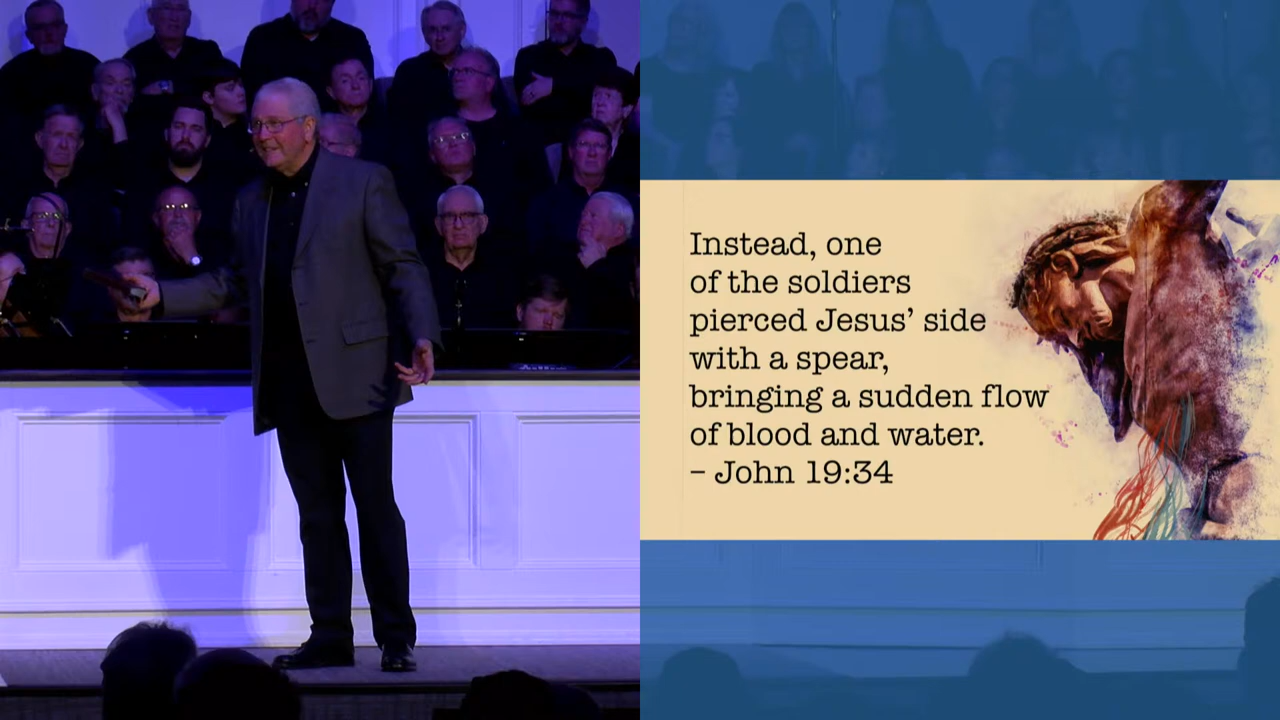 Instead, one
of the soldiers
pierced Jesus’ side
with a spear,
bringing a sudden flow
of blood and water.
– John 19:34